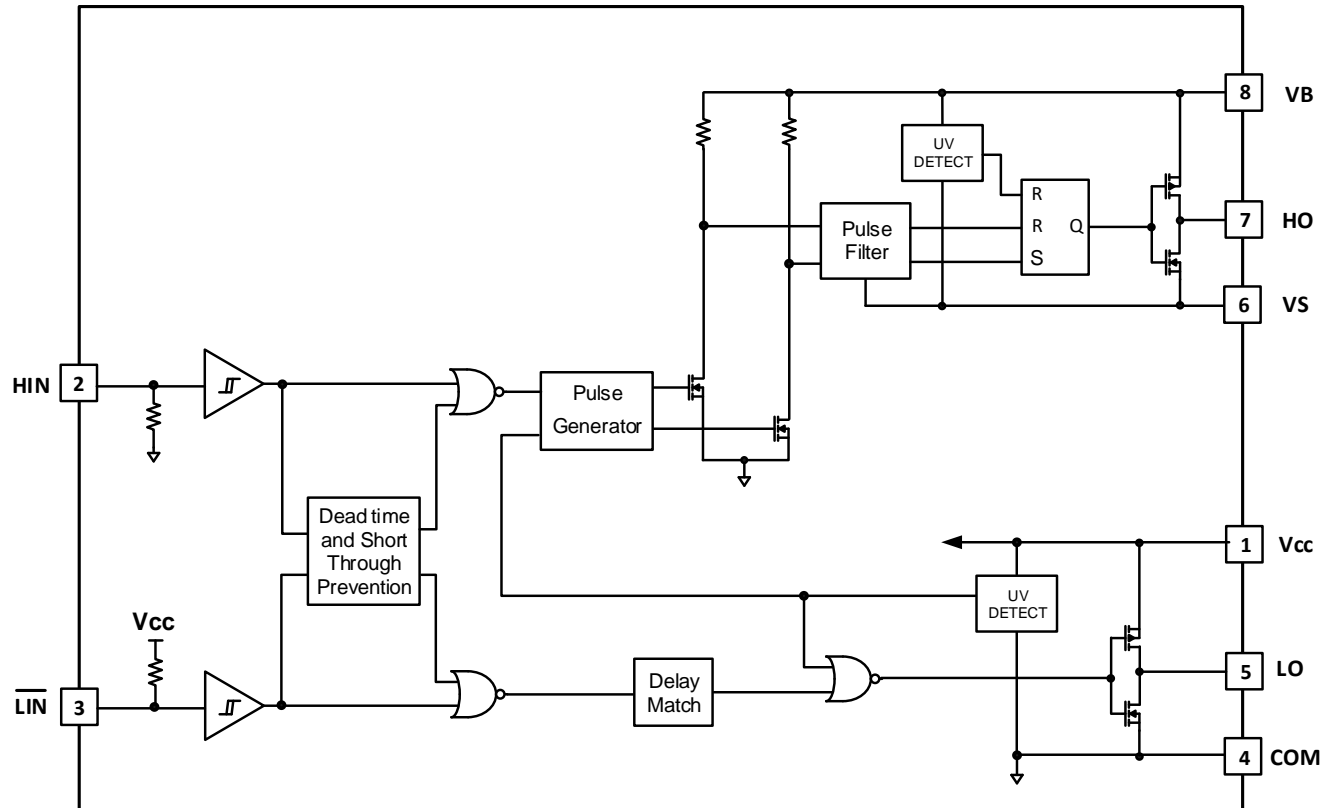 8 VB
UV
DETECT
R
R Q
S
Pulse
Filter
7 HO
6 VS
HIN 2
Pulse
Generator
Dead time
and Short
Through
Prevention
1 Vcc
UV
DETECT
Vcc
LIN 3
Delay
Match
5 LO
4 COM